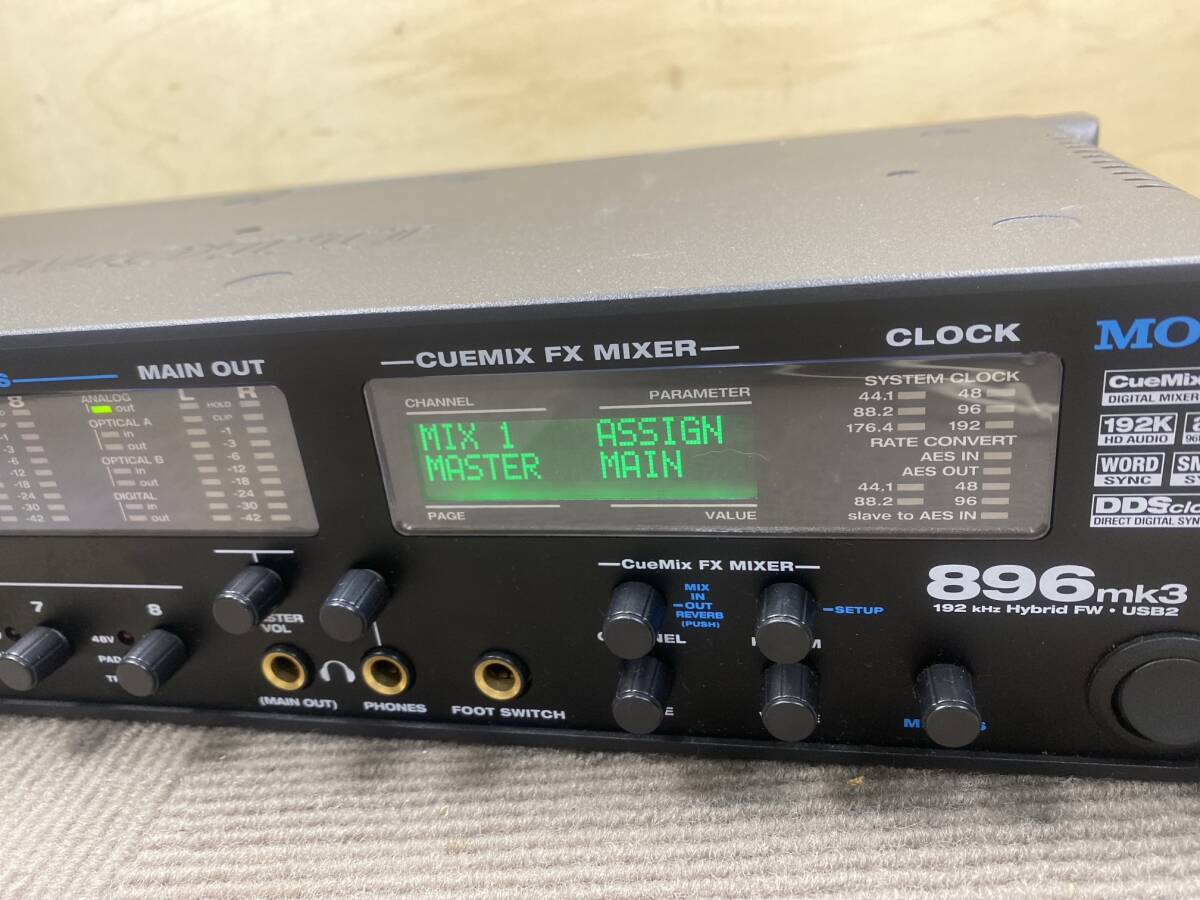 MAIN OUT
8
ANALOG
out
OPTICAL A
in
out
OPTICAL B
in
out
DIGITAL
in
out
L R
HOLD
CLIP
-1
-3
-6
-12
-18
-24
-30
-42
CUEMIX FX MIXER
CHANNEL PARAMETER
MIX 1 ASSIGN
MASTER MAIN
PAGE VALUE
CLOCK
SYSTEM CLOCK
44.1 48
88.2 96
176.4 192
RATE CONVERT
AES IN
AES OUT
44.1 48
88.2 96
slave to AES IN
MO
CueMix
DIGITAL MIXER
192K
HD AUDIO
WORD
SYNC
DDSclo
DIRECT DIGITAL SYN
896mk3
192 kHz Hybrid FW • USB2
7 8
48V
PAD
VOL
(MAIN OUT)
PHONES
FOOT SWITCH
CueMix FX MIXER
MIX
IN
OUT
REVERB
(PUSH)
SETUP